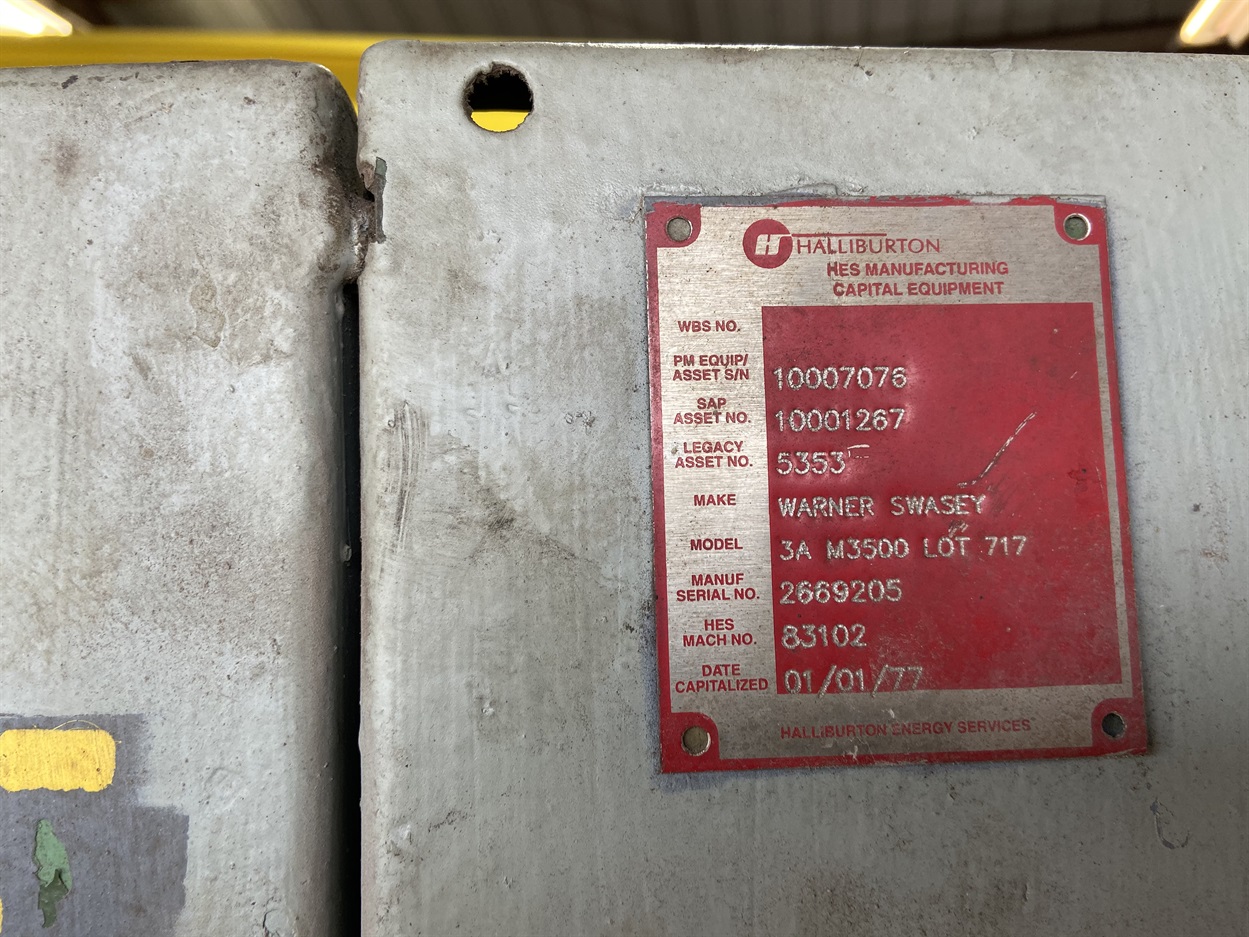 H HALLIBURTON
HES MANUFACTURING
CAPITAL EQUIPMENT
WBS NO.
PM EQUIP/
ASSET S/N 10007076
SAP
ASSET NO. 10001267
LEGACY
ASSET NO. 5353
MAKE WARNER SWASEY
MODEL 3A M3500 LOT 717
MANUF
SERIAL NO. 2669205
HES
MACH NO. 83102
DATE
CAPITALIZED 01/01/77
HALLIBURTON ENERGY SERVICES